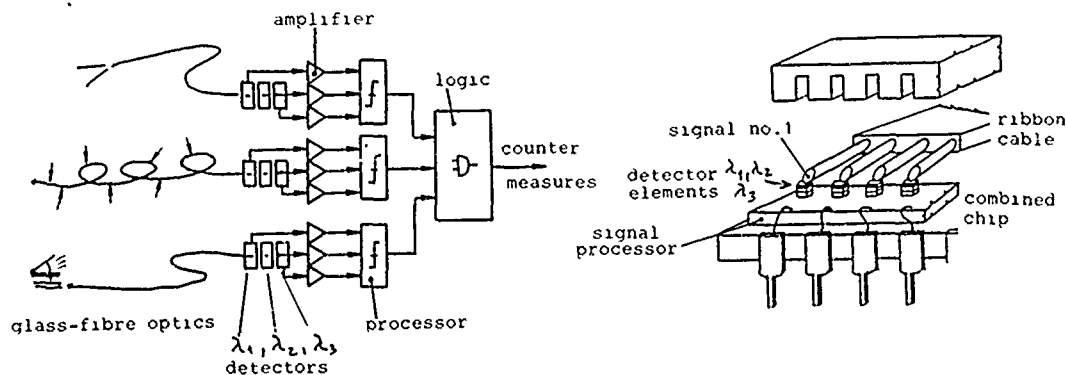 amplifier
logic
counter
measures
glass-fibre optics
processor
λ1, λ2, λ3
detectors
signal no.1
ribbon
cable
detector λ1, λ2
elements λ3
combined
chip
signal
processor